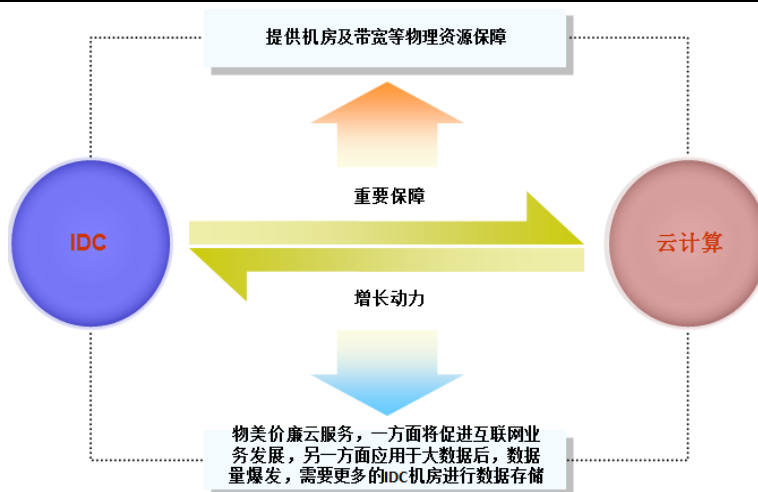 提供机房及带宽等物理资源保障
重要保障
IDC
云计算
增长动力
物美价廉云服务，一方面将促进互联网业
务发展，另一方面应用于大数据后，数据
量爆发，需要更多的IDC机房进行数据存储